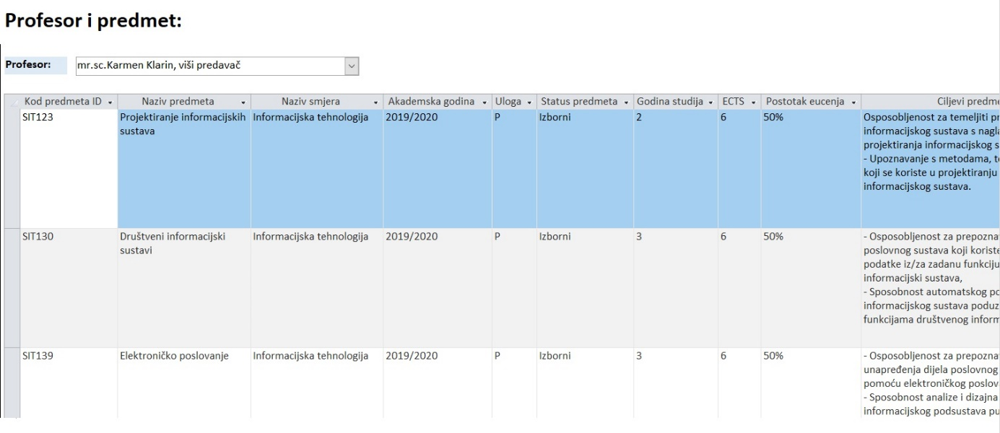 Profesor i predmet:
Profesor: mr.sc.Karmen Klarin, viši predavač
Kod predmeta ID Naziv predmeta Naziv smjera Akademska godina Uloga Status predmeta Godina studija ECTS Postotak eucenja Ciljevi predme
SIT123 Projektiranje informacijskih Informacijska tehnologija 2019/2020 P Izborni 2 6 50% Osposobljenost za temeljiti pr
sustava informacijskog sustava s nagla
projektiranja informacijskog s
- Upoznavanje s metodama, te
koji se koriste u projektiranju
informacijskog sustava.
SIT130 Društveni informacijski Informacijska tehnologija 2019/2020 P Izborni 3 6 50% - Osposobljenost za prepozna
sustavi poslovnog sustava koji koriste
podatke iz/za zadanu funkciju
informacijski sustava,
- Sposobnost automatskog po
informacijskog sustava poduz
funkcijama društvenog inform
SIT139 Elektroničko poslovanje Informacijska tehnologija 2019/2020 P Izborni 3 6 50% - Osposobljenost za prepozna
unapređenja dijela poslovnog
pomoću elektroničkog poslov
- Sposobnost analize i dizajna
informacijskog podsustava pu